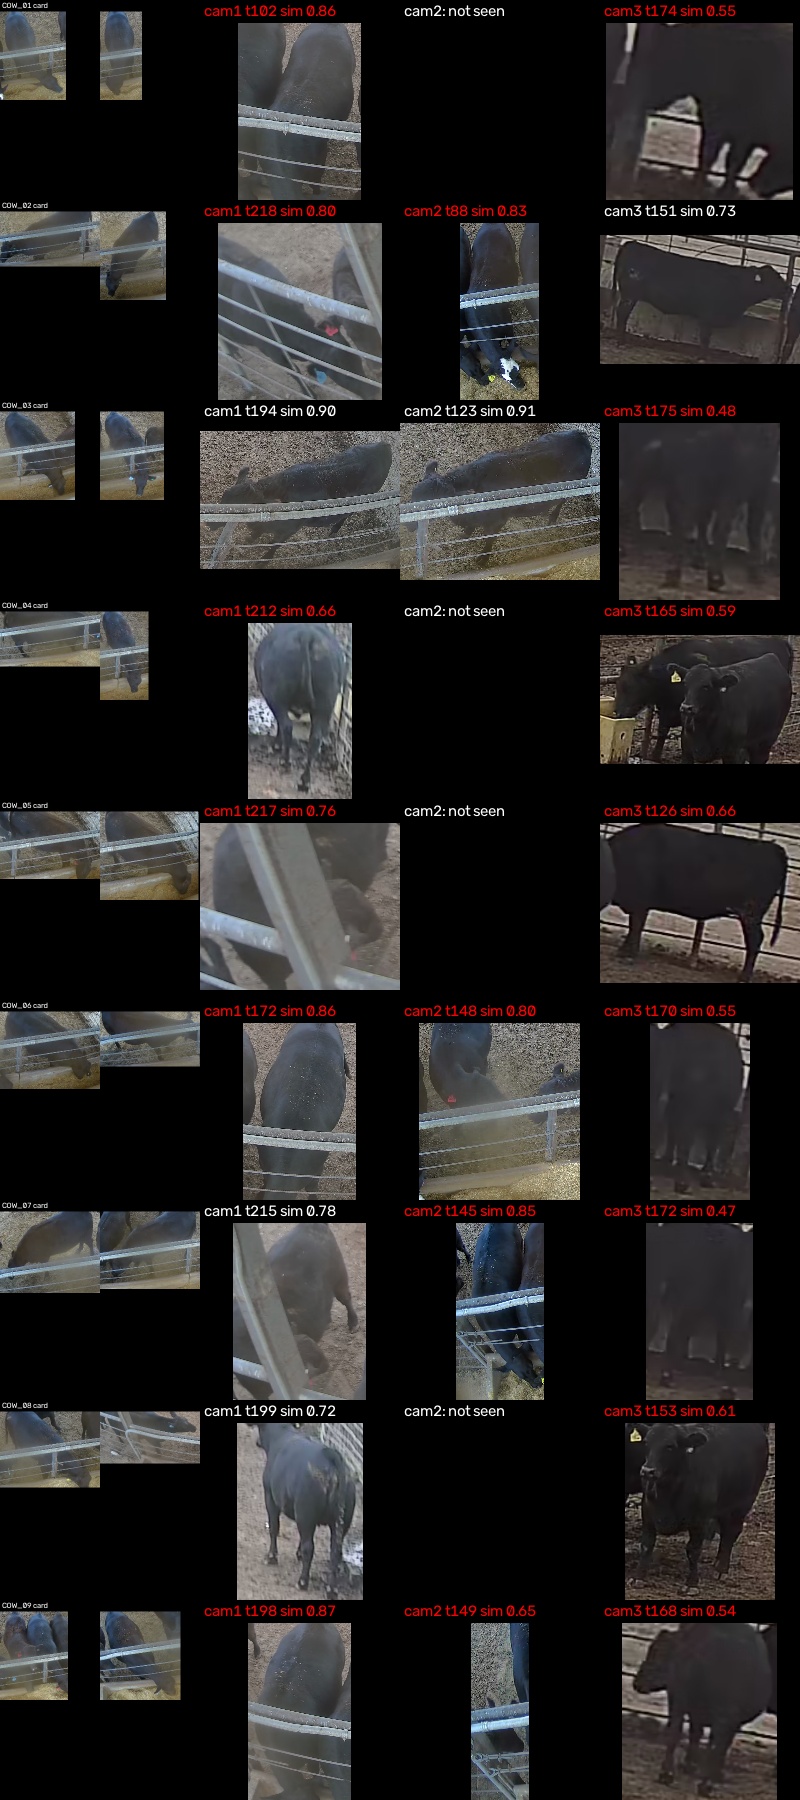 COW_01 card
cam1 t102 sim 0.86
cam2: not seen
cam3 t174 sim 0.55
COW_02 card
cam1 t218 sim 0.80
cam2 t88 sim 0.83
cam3 t151 sim 0.73
COW_03 card
cam1 t194 sim 0.90
cam2 t123 sim 0.91
cam3 t175 sim 0.48
COW_04 card
cam1 t212 sim 0.66
cam2: not seen
cam3 t165 sim 0.59
COW_05 card
cam1 t217 sim 0.76
cam2: not seen
cam3 t126 sim 0.66
COW_06 card
cam1 t172 sim 0.86
cam2 t148 sim 0.80
cam3 t170 sim 0.55
COW_07 card
cam1 t215 sim 0.78
cam2 t145 sim 0.85
cam3 t172 sim 0.47
COW_08 card
cam1 t199 sim 0.72
cam2: not seen
cam3 t153 sim 0.61
COW_09 card
cam1 t198 sim 0.87
cam2 t149 sim 0.65
cam3 t168 sim 0.54